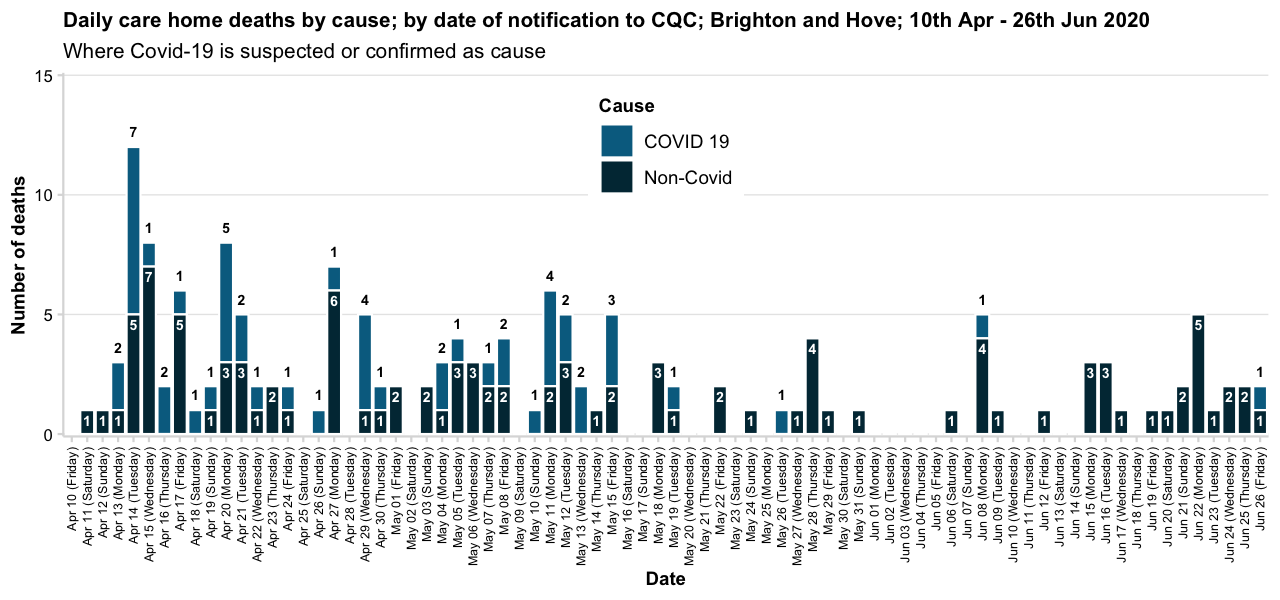 Daily care home deaths by cause; by date of notification to CQC; Brighton and Hove; 10th Apr - 26th Jun 2020
Where Covid-19 is suspected or confirmed as cause
Number of deaths
15
10
5
0
Cause
COVID 19
Non-Covid
7
1 5
1
1 7 4
2 6 4 2 3 1
5 5 1 2 5
2 2 1 4 4
2 1 3 3 1 1 1 3 3 3 2 3 1 3 3 1
1 2 1 2 2 2 2 1 2 2 2 1 2 2 2
1 1 1 1 1 1 1 1 1 1 1 1 1 1 1 1 1 1 1 1 1 1 1
Apr 10 (Friday)
Apr 11 (Saturday)
Apr 12 (Sunday)
Apr 13 (Monday)
Apr 14 (Tuesday)
Apr 15 (Wednesday)
Apr 16 (Thursday)
Apr 17 (Friday)
Apr 18 (Saturday)
Apr 19 (Sunday)
Apr 20 (Monday)
Apr 21 (Tuesday)
Apr 22 (Wednesday)
Apr 23 (Thursday)
Apr 24 (Friday)
Apr 26 (Sunday)
Apr 27 (Monday)
Apr 28 (Tuesday)
Apr 29 (Wednesday)
Apr 30 (Thursday)
May 01 (Friday)
May 02 (Saturday)
May 03 (Sunday)
May 04 (Monday)
May 05 (Tuesday)
May 06 (Wednesday)
May 07 (Thursday)
May 08 (Friday)
May 09 (Saturday)
May 10 (Sunday)
May 11 (Monday)
May 12 (Tuesday)
May 13 (Wednesday)
May 14 (Thursday)
May 15 (Friday)
May 16 (Saturday)
May 17 (Sunday)
May 18 (Monday)
May 19 (Tuesday)
May 20 (Wednesday)
May 21 (Thursday)
May 22 (Friday)
May 23 (Saturday)
May 24 (Sunday)
May 25 (Monday)
May 26 (Tuesday)
May 27 (Wednesday)
May 28 (Thursday)
May 29 (Friday)
May 30 (Saturday)
May 31 (Sunday)
Jun 01 (Monday)
Jun 02 (Tuesday)
Jun 03 (Wednesday)
Jun 04 (Thursday)
Jun 05 (Friday)
Jun 06 (Saturday)
Jun 07 (Sunday)
Jun 08 (Monday)
Jun 09 (Tuesday)
Jun 10 (Wednesday)
Jun 12 (Friday)
Jun 13 (Saturday)
Jun 14 (Sunday)
Jun 15 (Monday)
Jun 16 (Tuesday)
Jun 17 (Wednesday)
Jun 18 (Thursday)
Jun 19 (Friday)
Jun 20 (Saturday)
Jun 21 (Sunday)
Jun 22 (Monday)
Jun 23 (Tuesday)
Jun 24 (Wednesday)
Jun 25 (Thursday)
Jun 26 (Friday)
Date